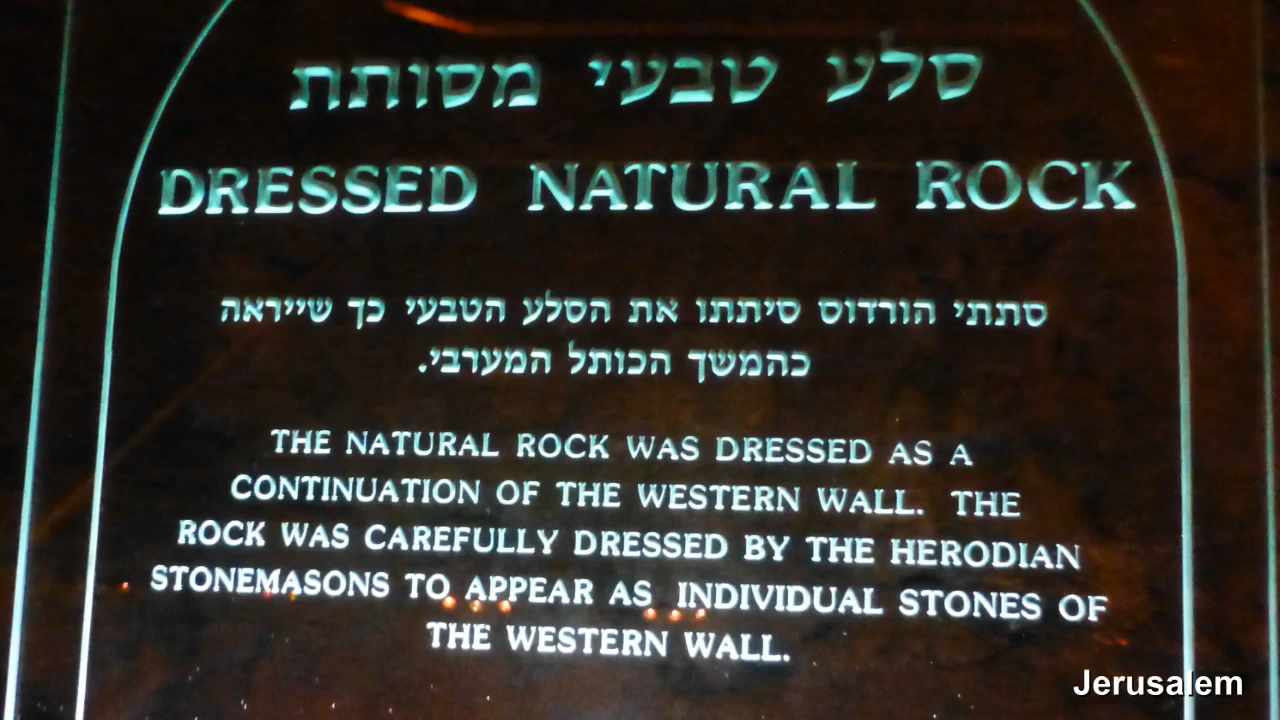 סלע טבעי מסותת
DRESSED NATURAL ROCK
סתתי הורדוס סיתתו את הסלע הטבעי כך שייראה
כהמשך הכותל המערבי.
THE NATURAL ROCK WAS DRESSED AS A
CONTINUATION OF THE WESTERN WALL. THE
ROCK WAS CAREFULLY DRESSED BY THE HERODIAN
STONEMASONS TO APPEAR AS INDIVIDUAL STONES OF
THE WESTERN WALL.
Jerusalem